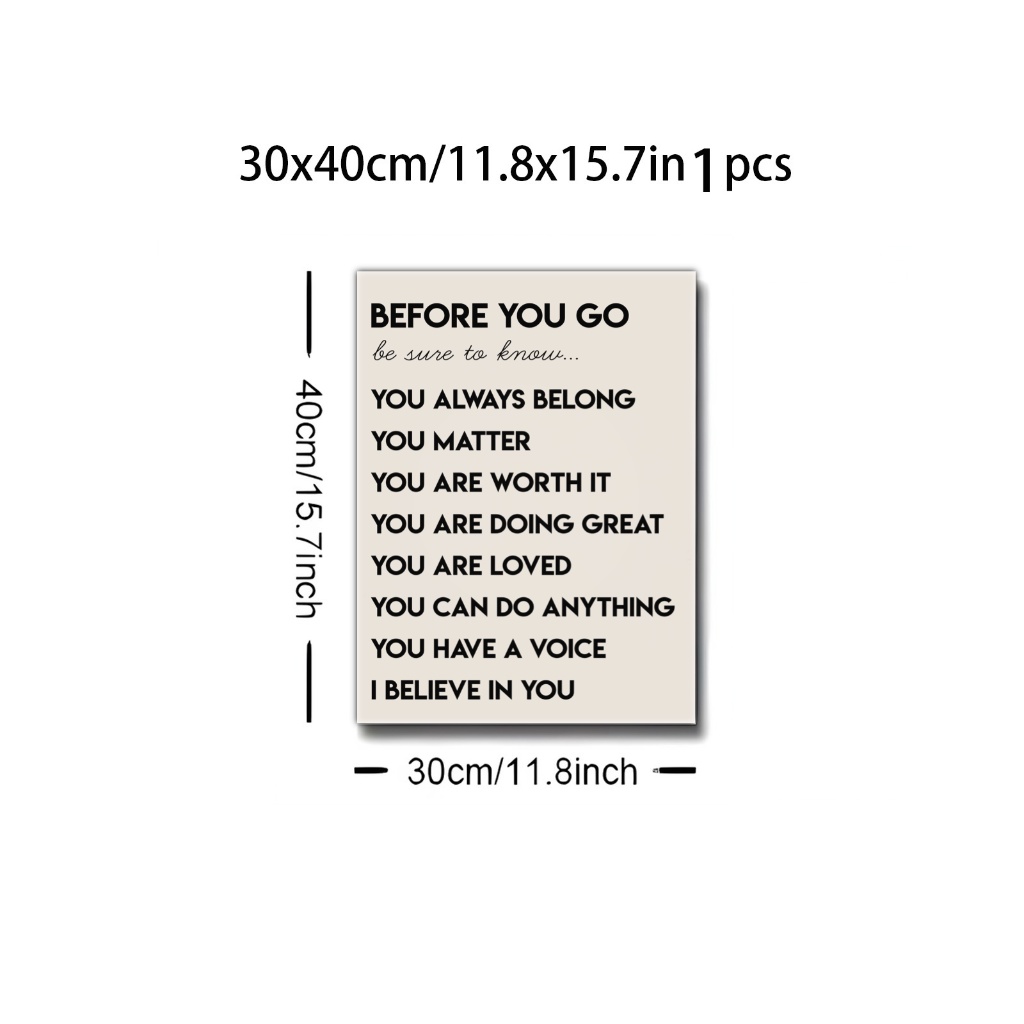 30x40cm/11.8x15.7in 1 pcs
BEFORE YOU GO
be sure to know...
YOU ALWAYS BELONG
YOU MATTER
YOU ARE WORTH IT
YOU ARE DOING GREAT
YOU ARE LOVED
YOU CAN DO ANYTHING
YOU HAVE A VOICE
I BELIEVE IN YOU
40cm/15.7inch
30cm/11.8inch